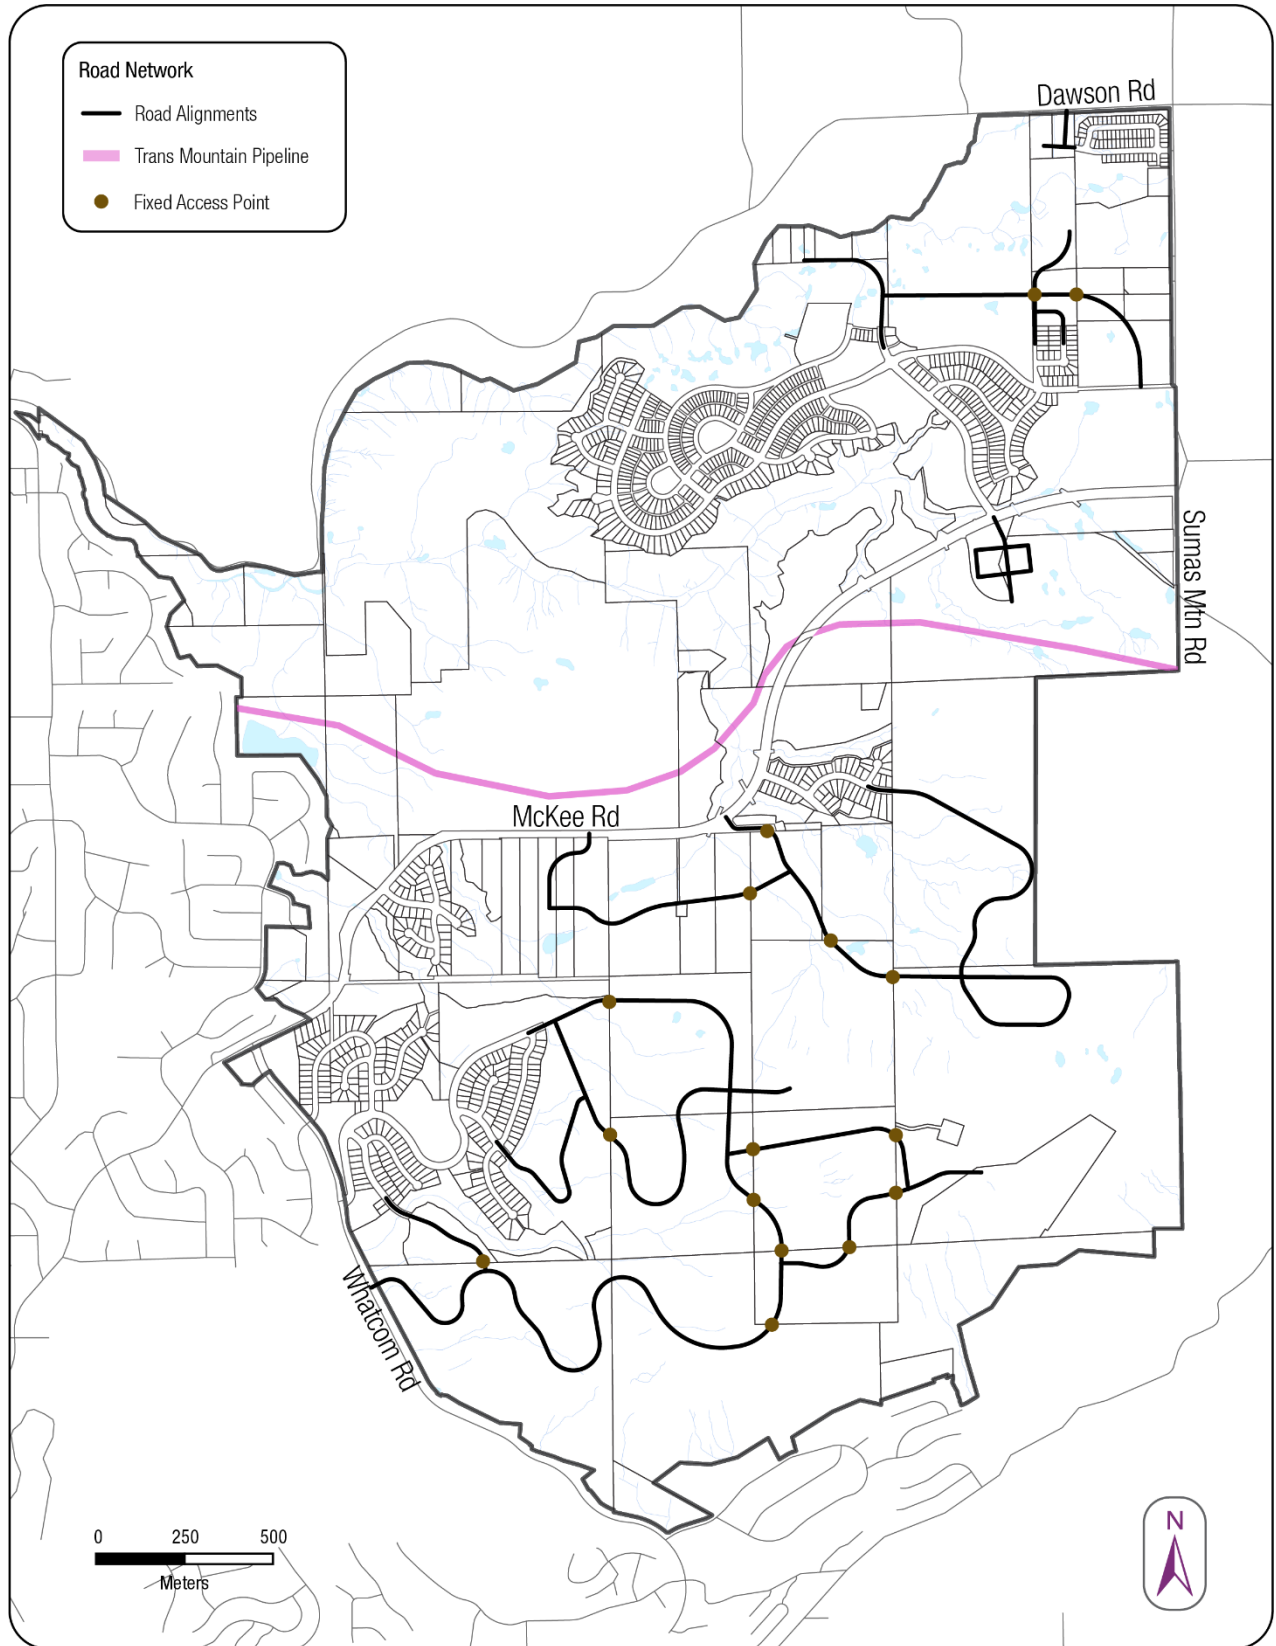 Road Network
Road Alignments
Trans Mountain Pipeline
Fixed Access Point
Dawson Rd
Sumas Mtn Rd
McKee Rd
Whatcom Rd
0 250 500
Meters
N